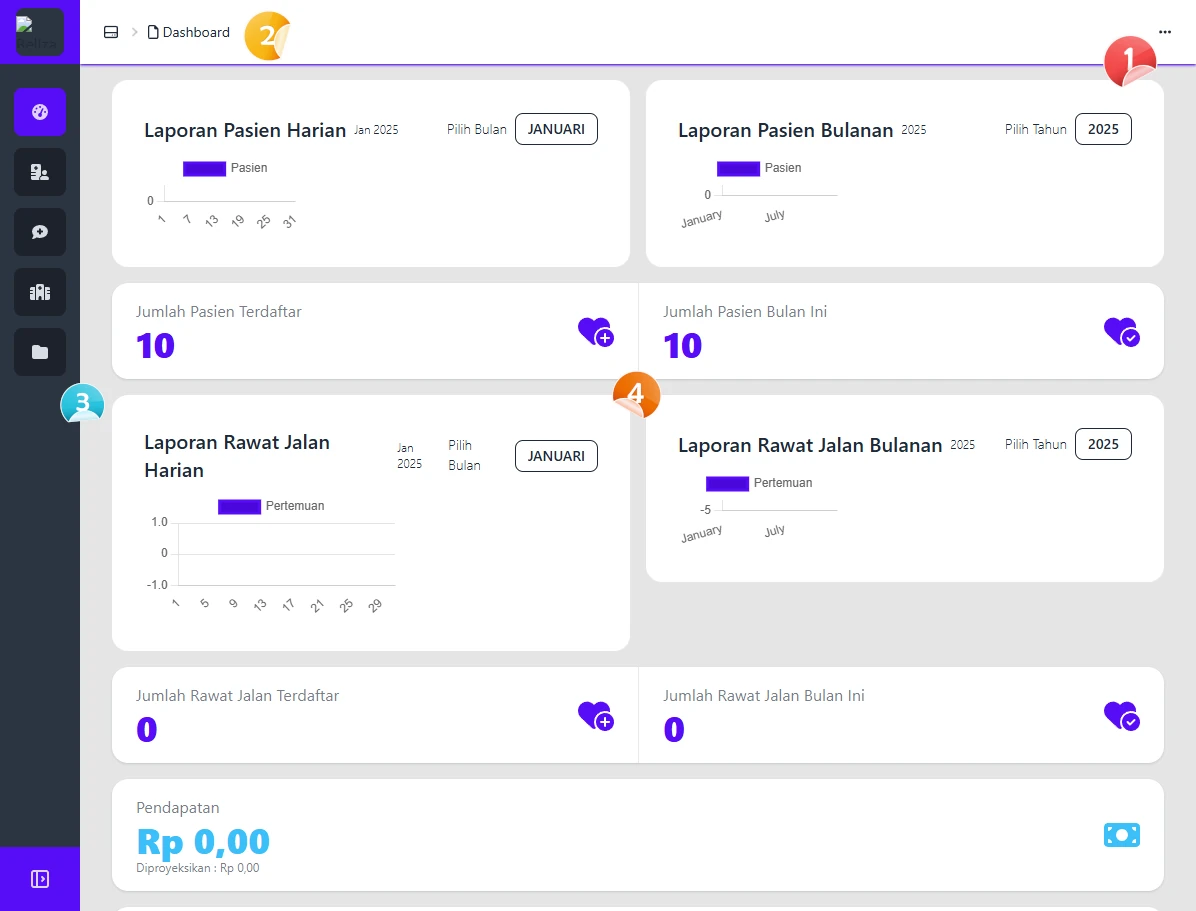 Dashboard
2
1
Laporan Pasien Harian Jan 2025 Pilih Bulan JANUARI
Pasien
0
1 7 13 19 25 31
Laporan Pasien Bulanan 2025 Pilih Tahun 2025
Pasien
0
January July
Jumlah Pasien Terdaftar
10
Jumlah Pasien Bulan Ini
10
3
4
Laporan Rawat Jalan
Harian
Jan
2025
Pilih
Bulan
JANUARI
Pertemuan
1.0
0
-1.0
1 5 9 13 17 21 25 29
Laporan Rawat Jalan Bulanan 2025 Pilih Tahun 2025
Pertemuan
-5
January July
Jumlah Rawat Jalan Terdaftar
0
Jumlah Rawat Jalan Bulan Ini
0
Pendapatan
Rp 0,00
Diproyeksikan : Rp 0,00